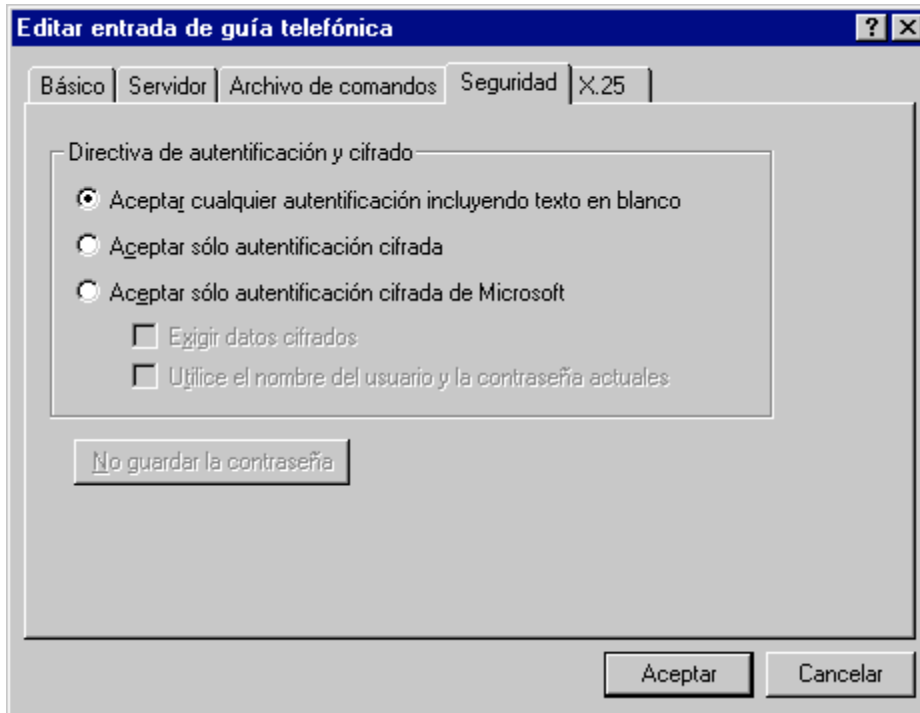 Editar entrada de guía telefónica
Básico Servidor Archivo de comandos Seguridad X.25
Directiva de autentificación y cifrado
Aceptar cualquier autentificación incluyendo texto en blanco
Aceptar sólo autentificación cifrada
Aceptar sólo autentificación cifrada de Microsoft
Exigir datos cifrados
Utilice el nombre del usuario y la contraseña actuales
No guardar la contraseña
Aceptar Cancelar